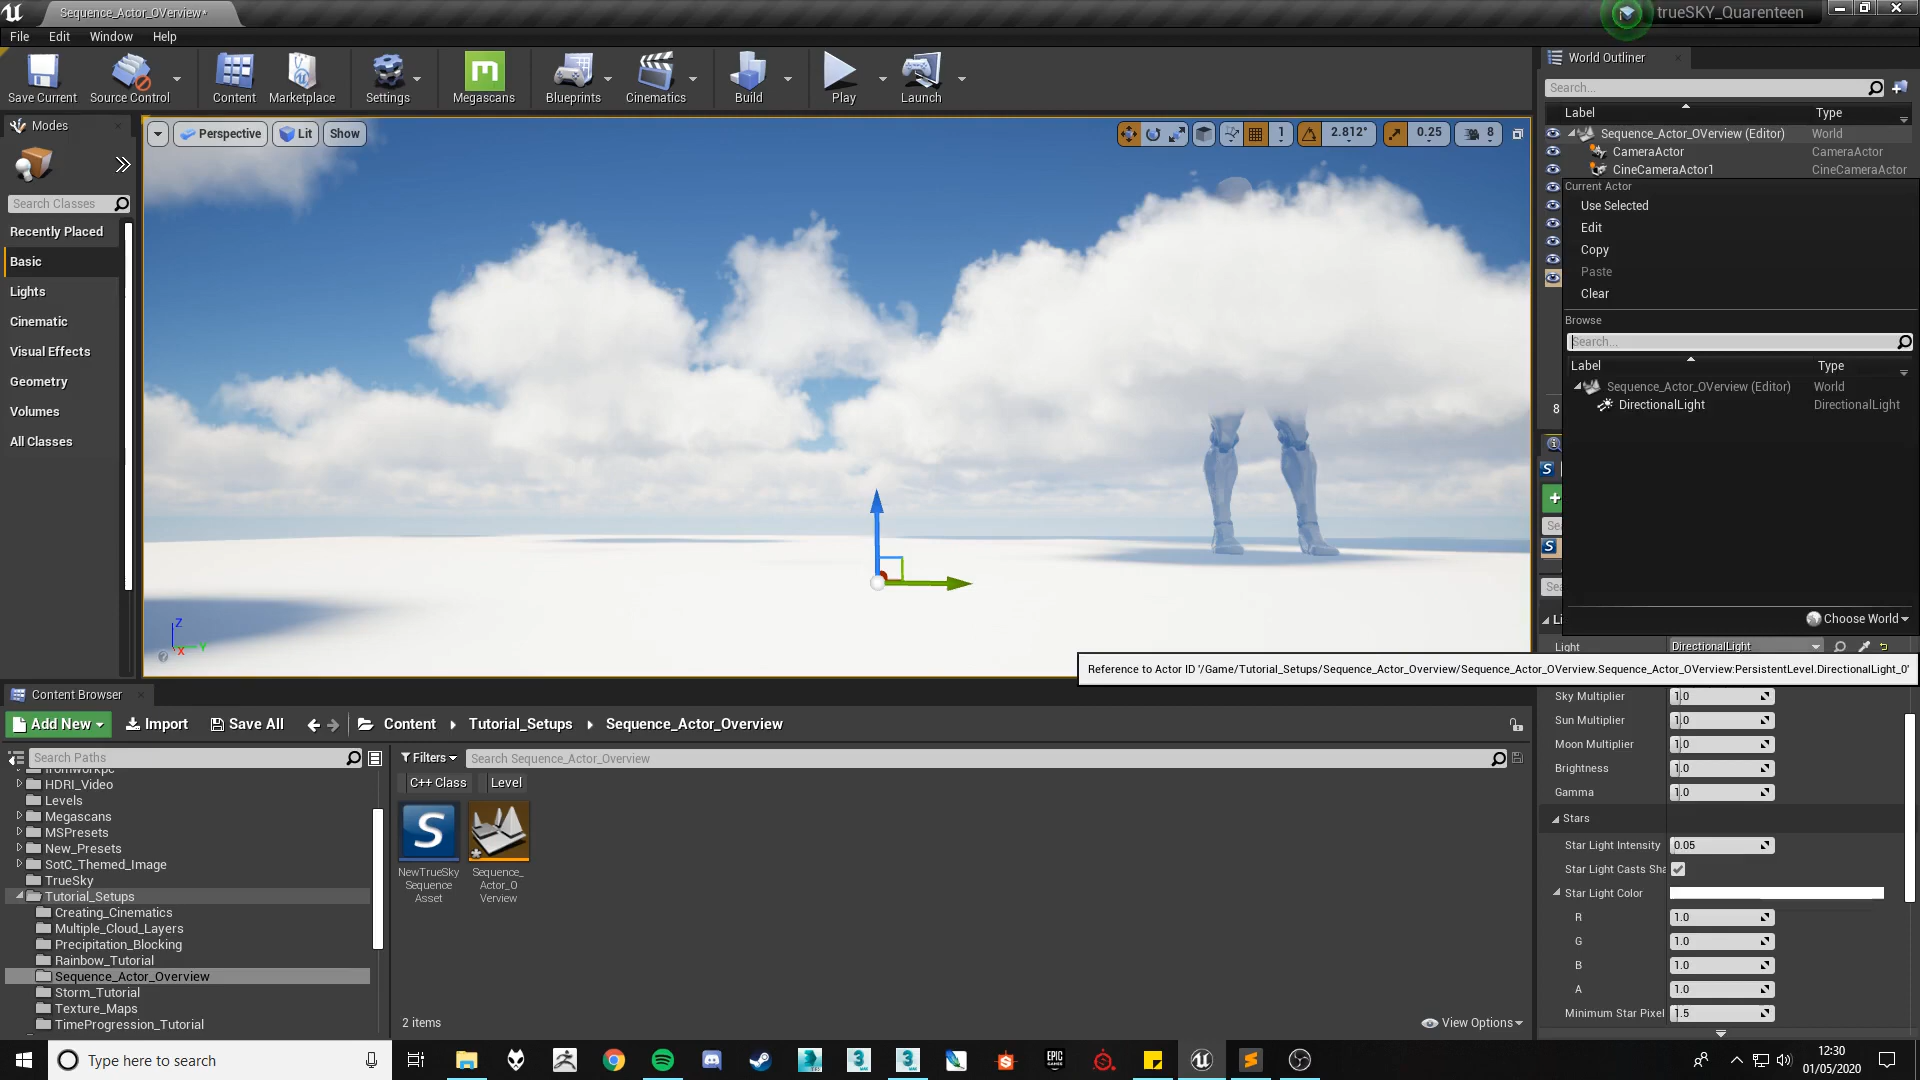 Sequence_Actor_OVerview*
trueSKY_Quarenteen
File Edit Window Help
Save Current
Source Control
Content
Marketplace
Settings
Megascans
Blueprints
Cinematics
Build
Play
Launch
World Outliner
Search...
Label Type
Sequence_Actor_OVerview (Editor) World
CameraActor CameraActor
CineCameraActor1 CineCameraActor
Current Actor
Use Selected
Edit
Copy
Paste
Clear
Browse
Search...
Label Type
Sequence_Actor_OVerview (Editor) World
DirectionalLight DirectionalLight
Choose World
Modes
Search Classes
Recently Placed
Basic
Lights
Cinematic
Visual Effects
Geometry
Volumes
All Classes
Perspective
Lit
Show
1
2.812°
0.25
8
Z
X
Y
8
Se
Se
Li
Light DirectionalLight
Reference to Actor ID '/Game/Tutorial_Setups/Sequence_Actor_Overview/Sequence_Actor_OVerview.Sequence_Actor_OVerview:PersistentLevel.DirectionalLight_0'
Sky Multiplier 1.0
Sun Multiplier 1.0
Moon Multiplier 1.0
Brightness 1.0
Gamma 1.0
Stars
Star Light Intensity 0.05
Star Light Casts Sha
Star Light Color
R 1.0
G 1.0
B 1.0
A 1.0
Minimum Star Pixel 1.5
Content Browser
Add New
Import
Save All
Content
Tutorial_Setups
Sequence_Actor_Overview
Search Paths
HDRI_Video
Levels
Megascans
MSPresets
New_Presets
SotC_Themed_Image
TrueSky
Tutorial_Setups
Creating_Cinematics
Multiple_Cloud_Layers
Precipitation_Blocking
Rainbow_Tutorial
Sequence_Actor_Overview
Storm_Tutorial
Texture_Maps
TimeProgression_Tutorial
Filters
Search Sequence_Actor_Overview
C++ Class
Level
NewTrueSky
Sequence
Asset
Sequence_
Actor_O
Verview
2 items
View Options
Type here to search
12:30
01/05/2020